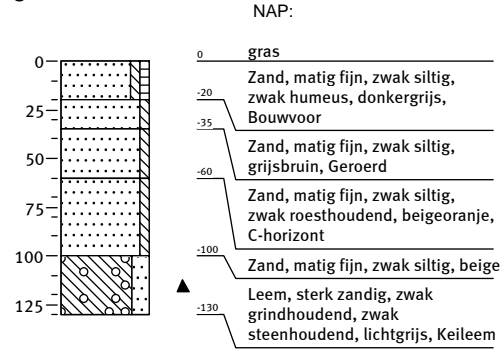 NAP:
0
25
50
75
100
125
0
gras
-20
Zand, matig fijn, zwak siltig,
zwak humeus, donkergrijs,
Bouwvoor
-35
Zand, matig fijn, zwak siltig,
grijsbruin, Geroerd
-60
Zand, matig fijn, zwak siltig,
zwak roesthoudend, beigeoranje,
C-horizont
-100
Zand, matig fijn, zwak siltig, beige
-130
Leem, sterk zandig, zwak
grindhoudend, zwak
steenhoudend, lichtgrijs, Keileem